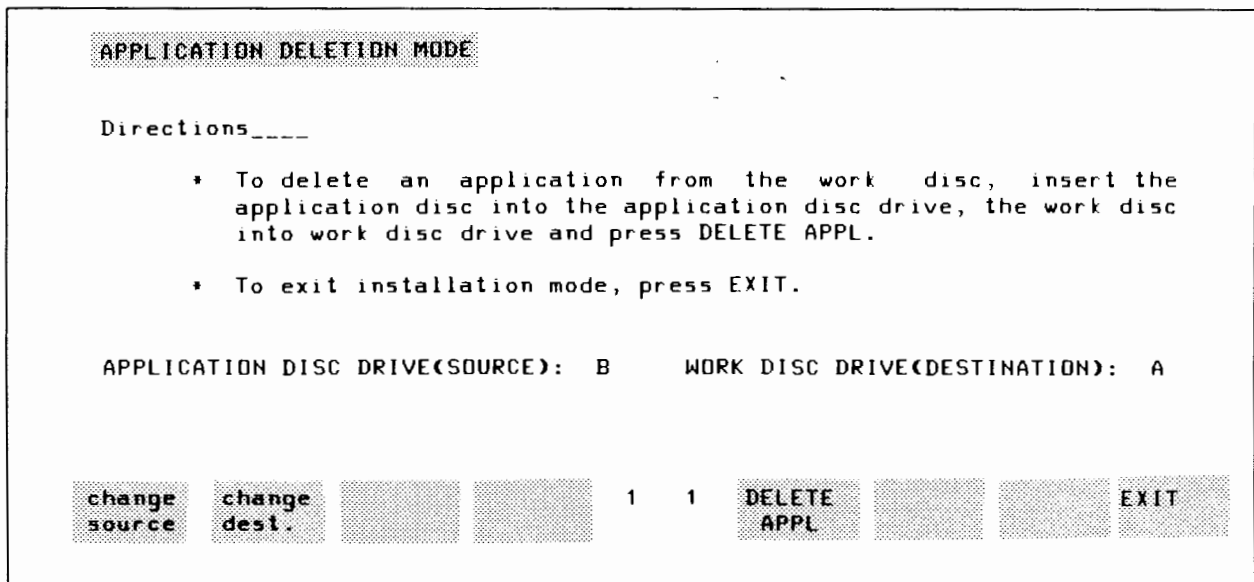 APPLICATION DELETION MODE
Directions____
* To delete an application from the work disc, insert the
application disc into the application disc drive, the work disc
into work disc drive and press DELETE APPL.
* To exit installation mode, press EXIT.
APPLICATION DISC DRIVE(SOURCE): B WORK DISC DRIVE(DESTINATION): A
change change 1 1 DELETE EXIT
source dest. APPL